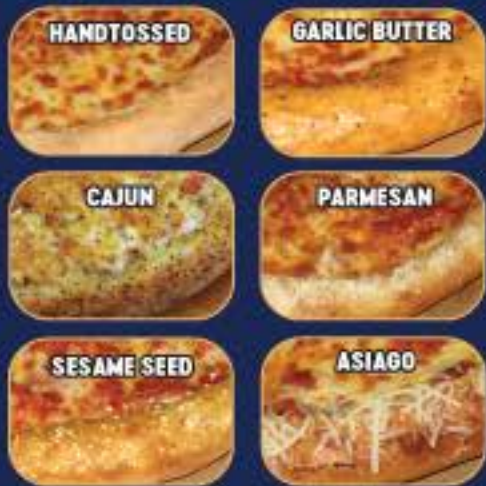 HANDTOSSED
GARLIC BUTTER
CAJUN
PARMESAN
SESAME SEED
ASIAGO